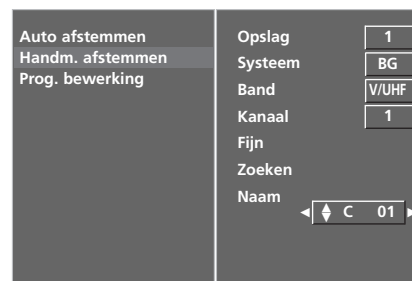 Auto afstemmen
Handm. afstemmen
Prog. bewerking
Opslag 1
Systeem BG
Band V/UHF
Kanaal 1
Fijn
Zoeken
Naam
C 01